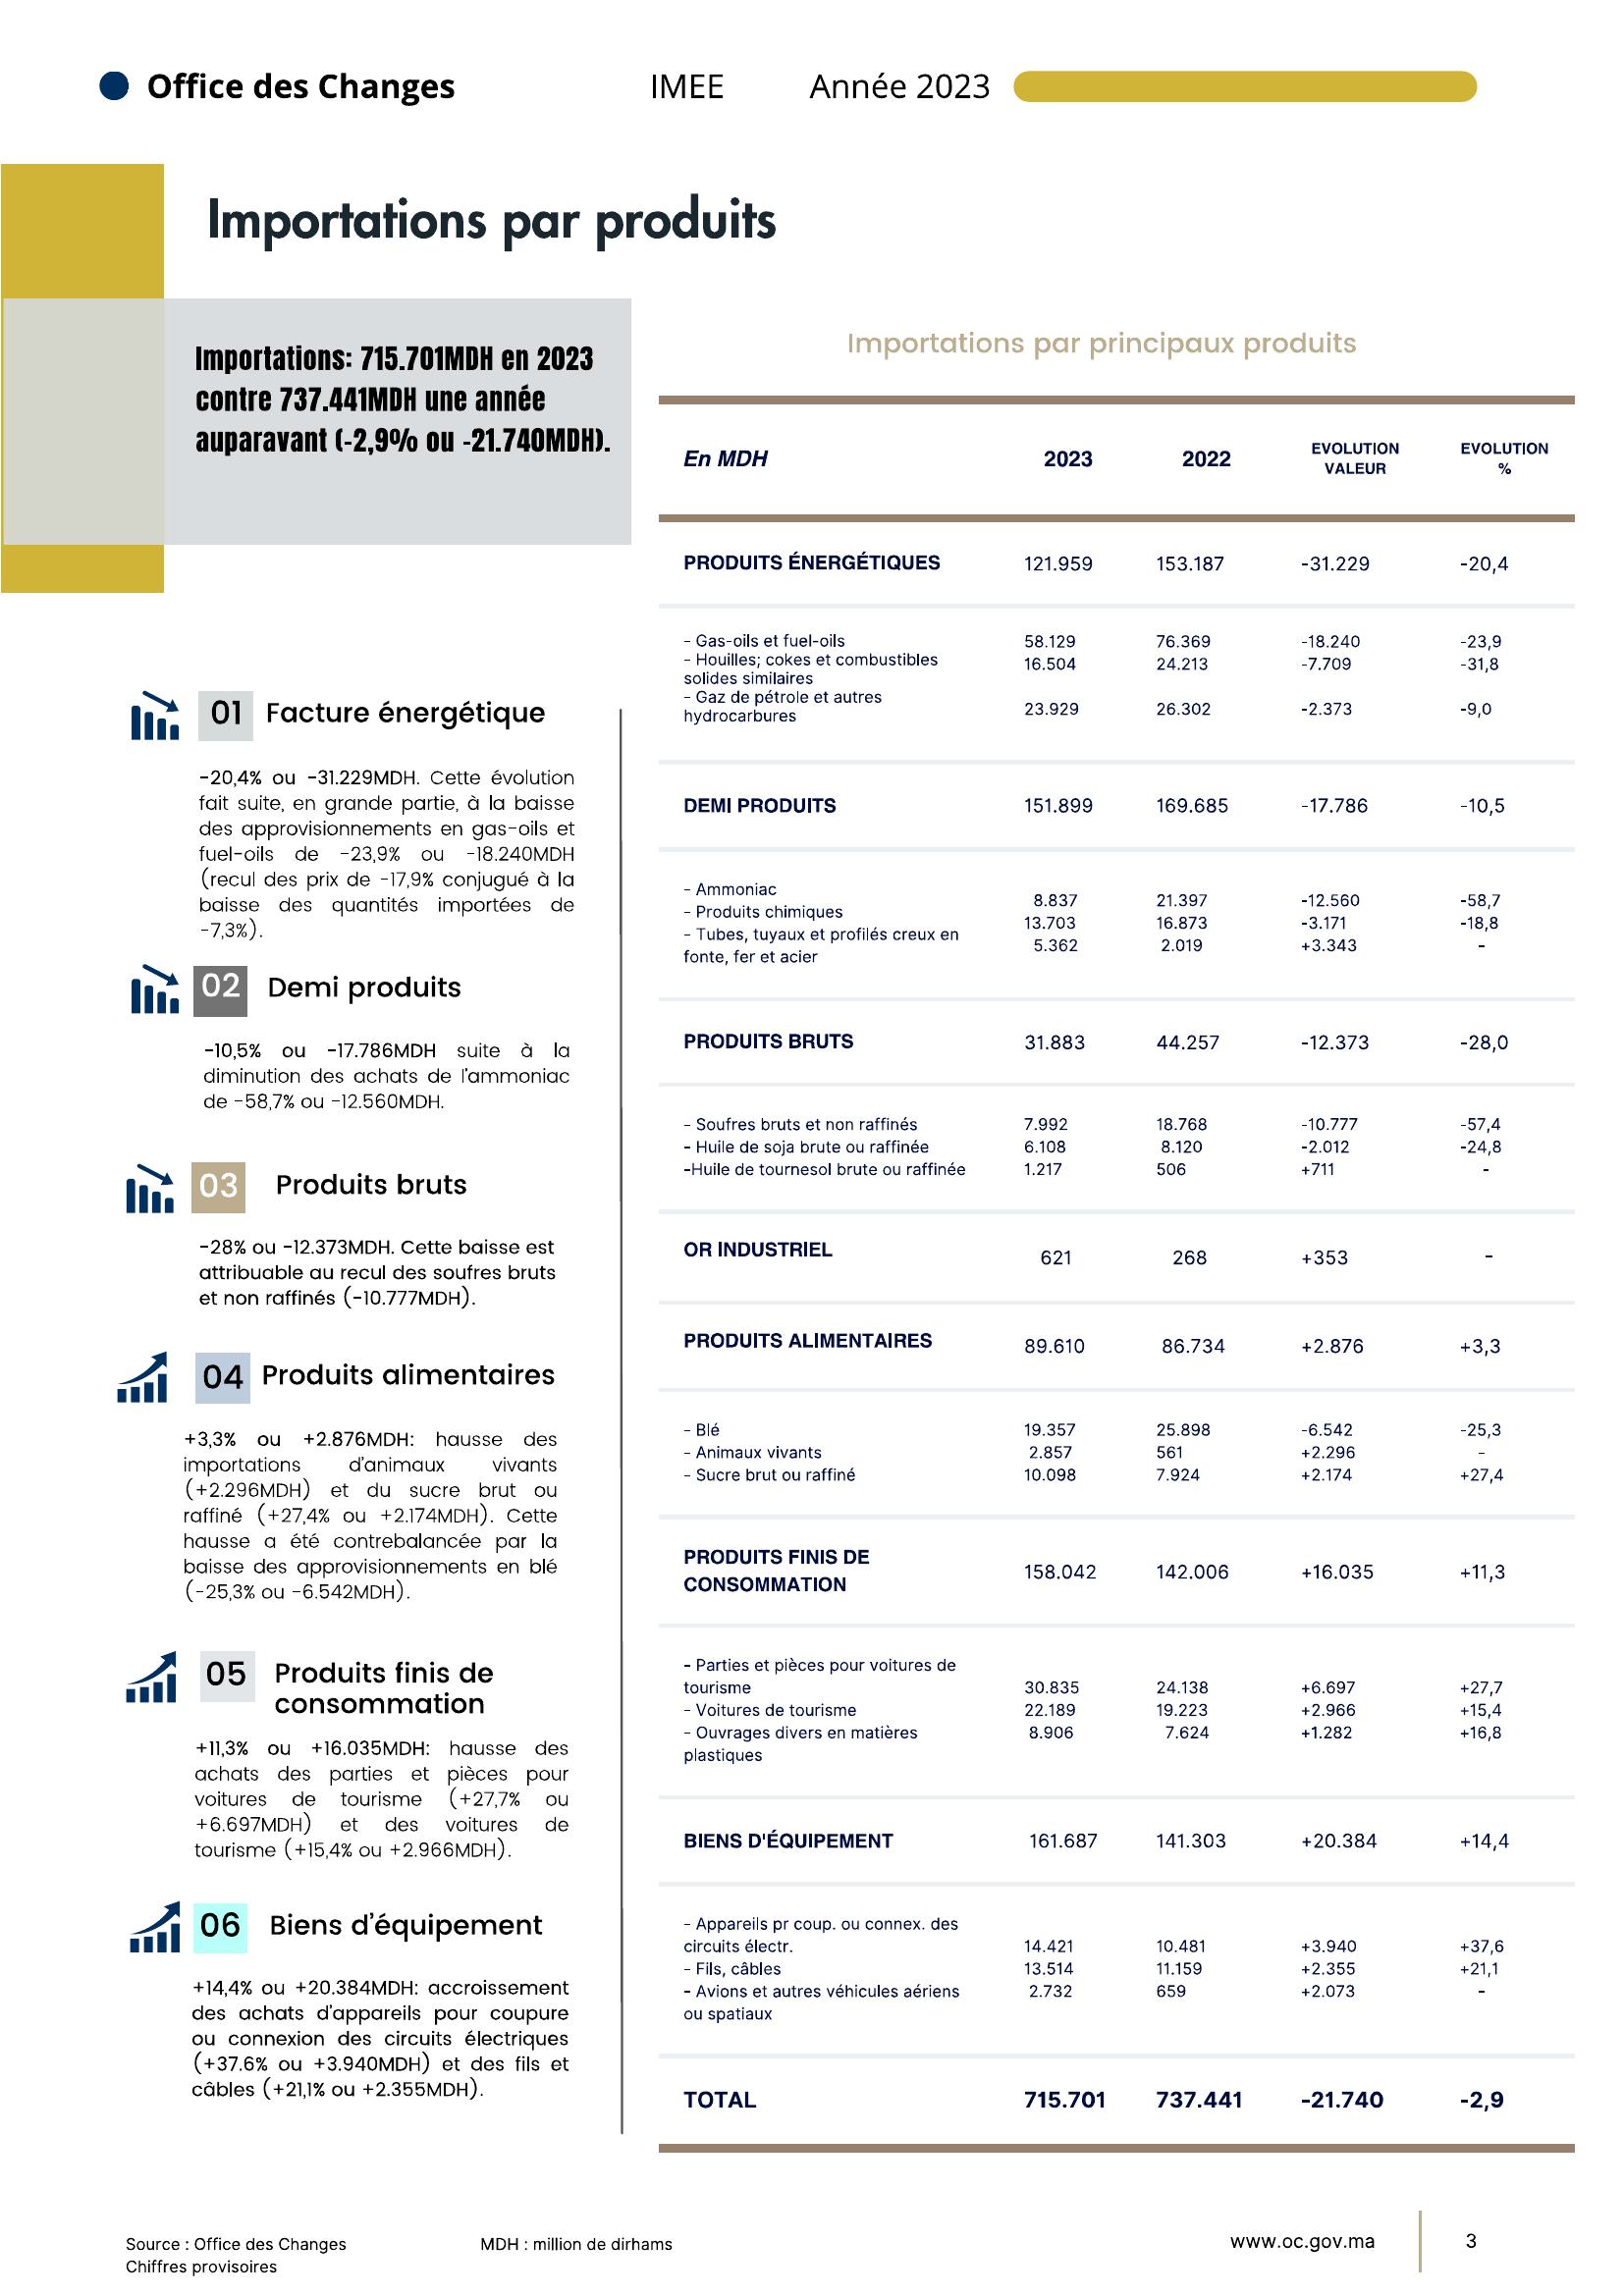 Office des Changes IMEE Année 2023
Importations par produits
Importations: 715.701MDH en 2023
contre 737.441MDH une année
auparavant (-2,9% ou -21.740MDH).
01 Facture énergétique
-20,4% ou -31.229MDH. Cette évolution
fait suite, en grande partie, à la baisse
des approvisionnements en gas-oils et
fuel-oils de -23,9% ou -18.240MDH
(recul des prix de -17,9% conjugué à la
baisse des quantités importées de
-7,3%).
02 Demi produits
-10,5% ou -17.786MDH suite à la
diminution des achats de l'ammoniac
de -58,7% ou -12.560MDH.
03 Produits bruts
-28% ou -12.373MDH. Cette baisse est
attribuable au recul des soufres bruts
et non raffinés (-10.777MDH).
04 Produits alimentaires
+3,3% ou +2.876MDH: hausse des
importations d'animaux vivants
(+2.296MDH) et du sucre brut ou
raffiné (+27,4% ou +2.174MDH). Cette
hausse a été contrebalancée par la
baisse des approvisionnements en blé
(-25,3% ou -6.542MDH).
05 Produits finis de
consommation
+11,3% ou +16.035MDH: hausse des
achats des parties et pièces pour
voitures de tourisme (+27,7% ou
+6.697MDH) et des voitures de
tourisme (+15,4% ou +2.966MDH).
06 Biens d'équipement
+14,4% ou +20.384MDH: accroissement
des achats d'appareils pour coupure
ou connexion des circuits électriques
(+37.6% ou +3.940MDH) et des fils et
câbles (+21,1% ou +2.355MDH).
Importations par principaux produits
En MDH 2023 2022 EVOLUTION VALEUR EVOLUTION %
PRODUITS ÉNERGÉTIQUES 121.959 153.187 -31.229 -20,4
- Gas-oils et fuel-oils 58.129 76.369 -18.240 -23,9
- Houilles; cokes et combustibles 16.504 24.213 -7.709 -31,8
solides similaires
- Gaz de pétrole et autres
hydrocarbures 23.929 26.302 -2.373 -9,0
DEMI PRODUITS 151.899 169.685 -17.786 -10,5
- Ammoniac 8.837 21.397 -12.560 -58,7
- Produits chimiques 13.703 16.873 -3.171 -18,8
- Tubes, tuyaux et profilés creux en 5.362 2.019 +3.343 -
fonte, fer et acier
PRODUITS BRUTS 31.883 44.257 -12.373 -28,0
- Soufres bruts et non raffinés 7.992 18.768 -10.777 -57,4
- Huile de soja brute ou raffinée 6.108 8.120 -2.012 -24,8
-Huile de tournesol brute ou raffinée 1.217 506 +711 -
OR INDUSTRIEL 621 268 +353 -
PRODUITS ALIMENTAIRES 89.610 86.734 +2.876 +3,3
- Blé 19.357 25.898 -6.542 -25,3
- Animaux vivants 2.857 561 +2.296 -
- Sucre brut ou raffiné 10.098 7.924 +2.174 +27,4
PRODUITS FINIS DE
CONSOMMATION 158.042 142.006 +16.035 +11,3
- Parties et pièces pour voitures de
tourisme 30.835 24.138 +6.697 +27,7
- Voitures de tourisme 22.189 19.223 +2.966 +15,4
- Ouvrages divers en matières 8.906 7.624 +1.282 +16,8
plastiques
BIENS D'ÉQUIPEMENT 161.687 141.303 +20.384 +14,4
- Appareils pr coup. ou connex. des
circuits électr. 14.421 10.481 +3.940 +37,6
- Fils, câbles 13.514 11.159 +2.355 +21,1
- Avions et autres véhicules aériens 2.732 659 +2.073 -
ou spatiaux
TOTAL 715.701 737.441 -21.740 -2,9
Source : Office des Changes MDH : million de dirhams www.oc.gov.ma 3
Chiffres provisoires